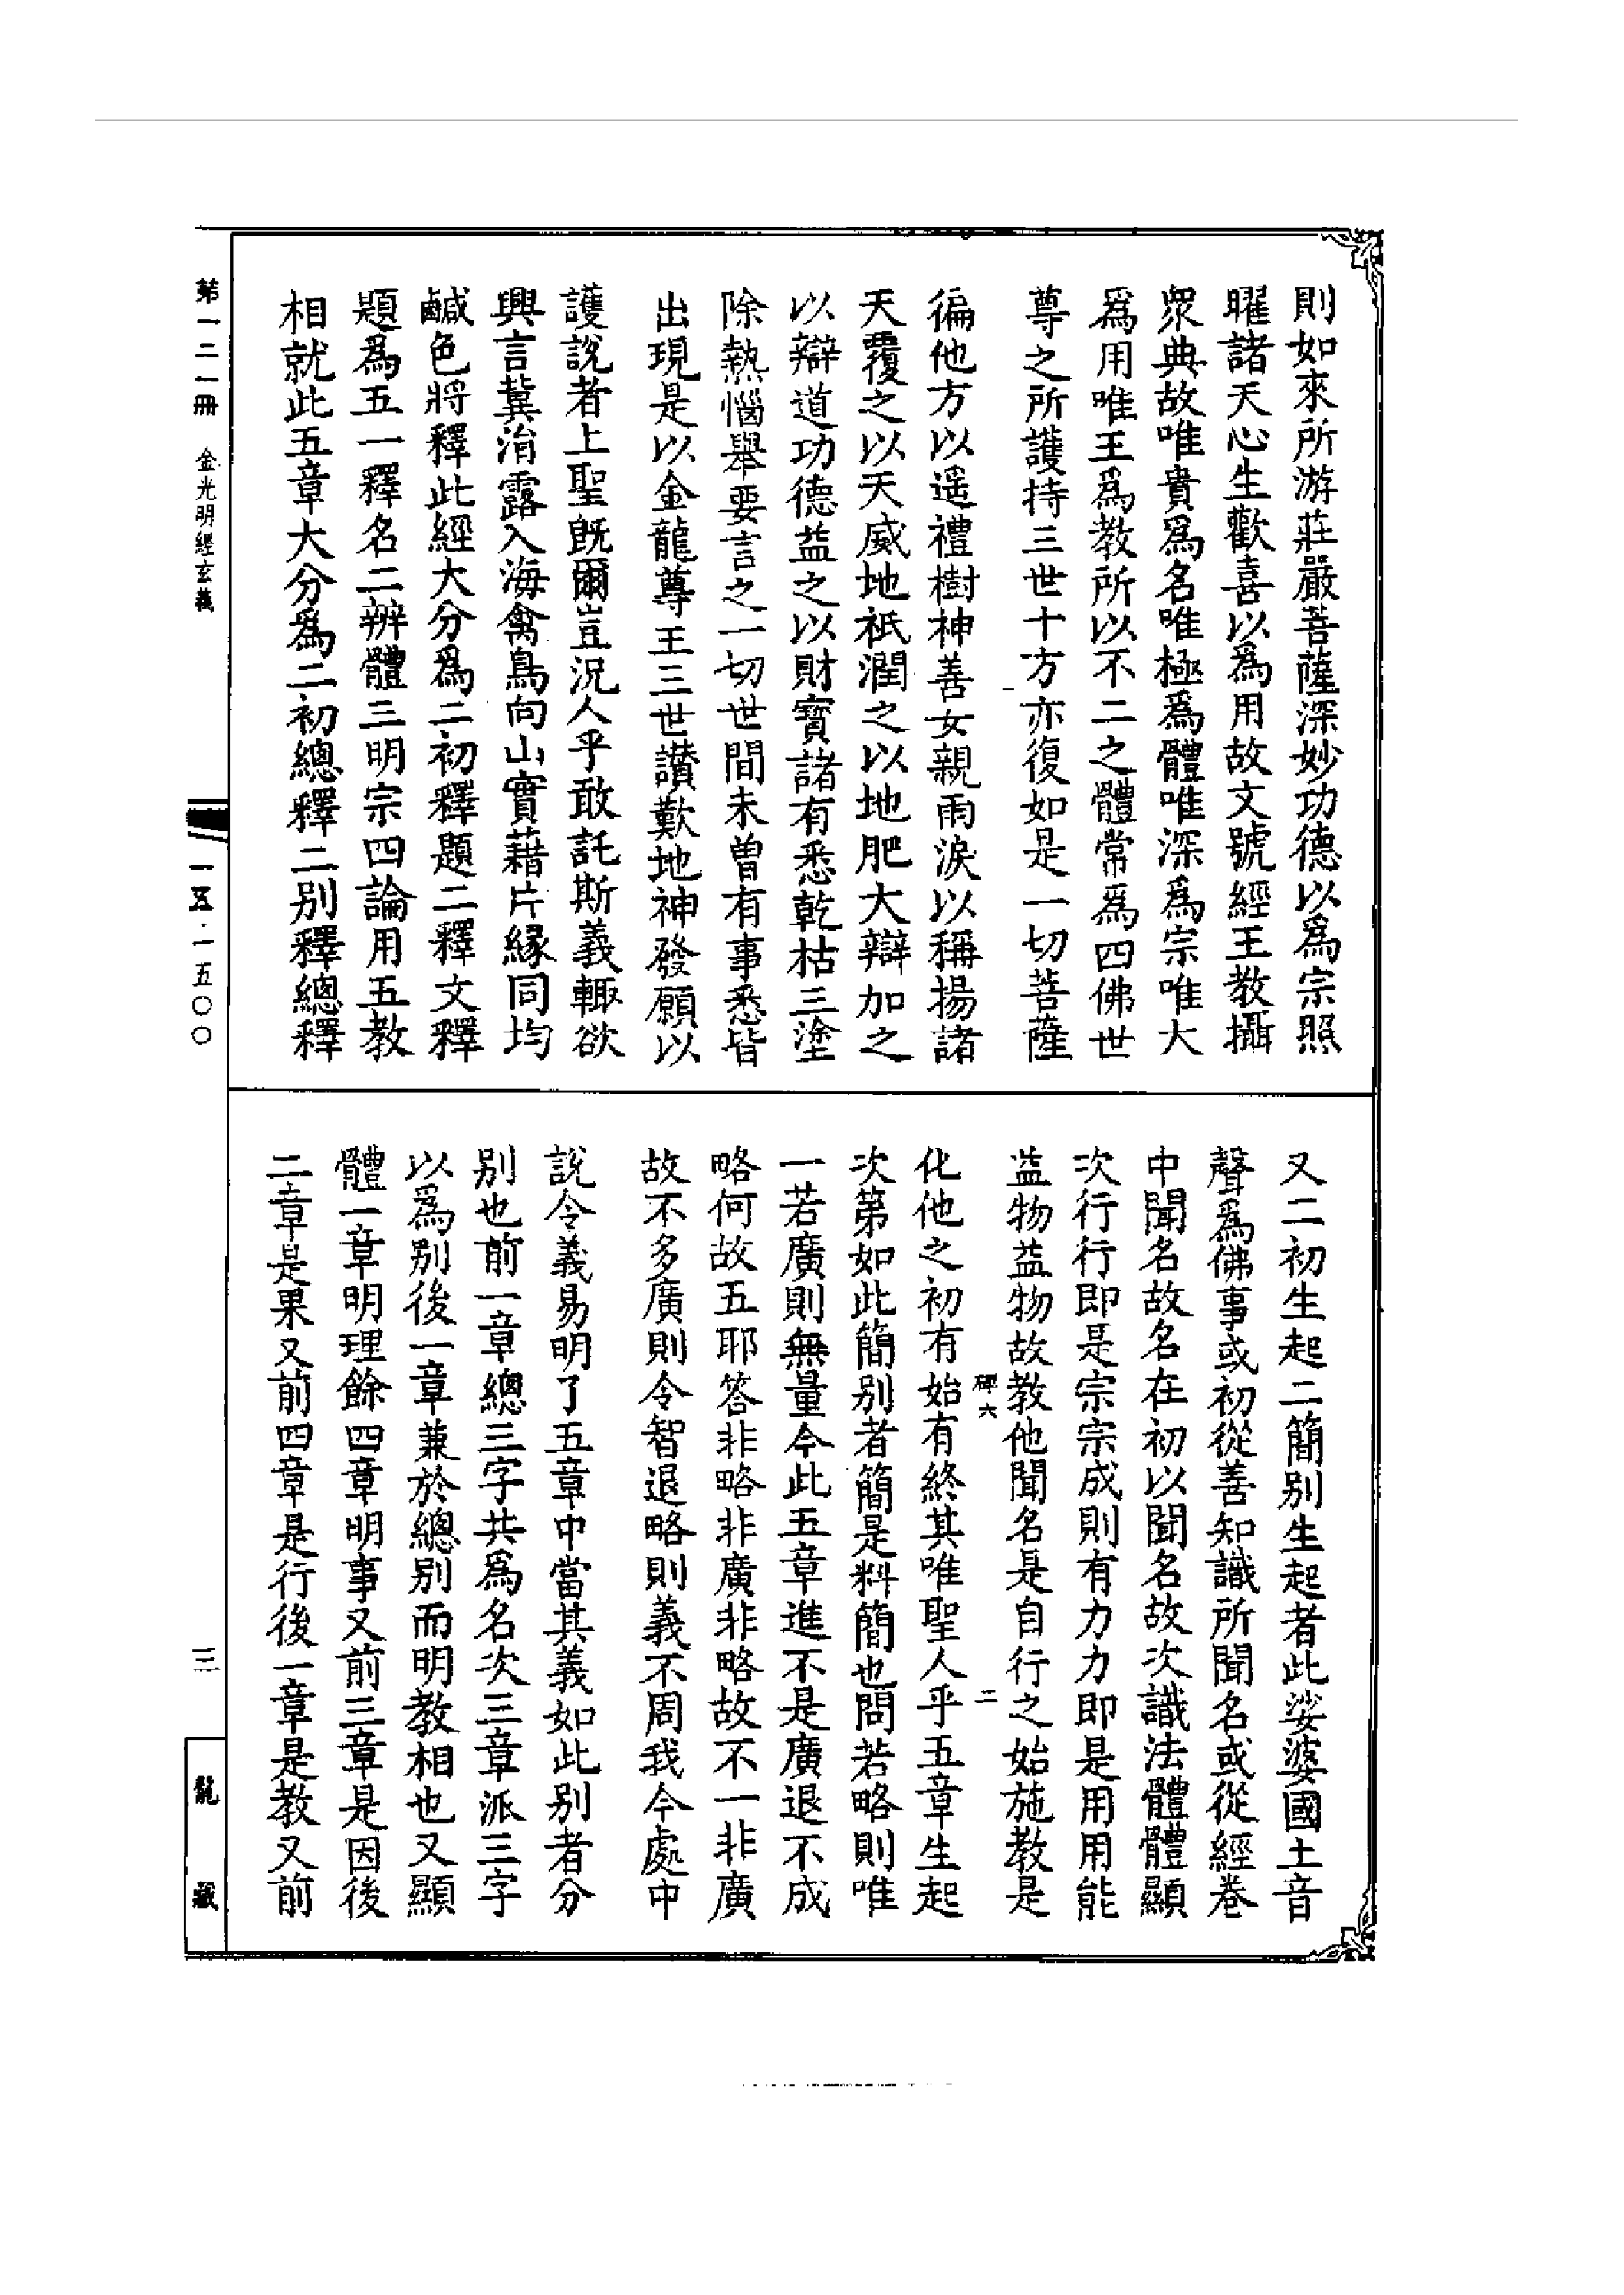 則如來所游莊嚴菩薩深妙功德以爲宗照
曜諸天心生歡喜以爲用故文號經王教攝
衆典故唯貴爲名唯極爲體唯深爲宗唯大
爲用唯王爲教所以不二之體常爲四佛世
尊之所護持三世十方亦復如是一切菩薩
徧他方以遥禮樹神善女親雨淚以稱揚諸
天覆之以天威地祇潤之以地肥大辯加之
以辯道功德益之以財寶諸有悉乾枯三塗
除熱惱舉要言之一切世間未曾有事悉皆
出現是以金龍尊王三世讃歎地神發願以
護說者上聖既爾豈況人乎敢託斯義輙欲
興言冀渧露入海禽鳥向山實藉片緣同均
鹹色將釋此經大分爲二初釋題二釋文釋
題爲五一釋名二辨體三明宗四論用五教
相就此五章大分爲二初總釋二別釋總釋
又二初生起二簡別生起者此娑婆國土音
聲爲佛事或初從善知識所聞名或從經卷
中聞名故名在初以聞名故次識法體體顯
次行行即是宗宗成則有力力即是用用能
益物益物故教他聞名是自行之始施教是
碑六 二
化他之初有始有終其唯聖人乎五章生起
次第如此簡別者簡是料簡也問若略則唯
一若廣則無量今此五章進不是廣退不成
略何故五耶答非略非廣非略故不一非廣
故不多廣則令智退略則義不周我今處中
說令義易明了五章中當其義如此別者分
別也前一章總三字共爲名次三章派三字
以爲別後一章兼於總別而明教相也又顯
體一章明理餘四章明事又前三章是因後
二章是果又前四章是行後一章是教又前
第一二一冊 金光明經玄義
一五·一五〇〇
三
龍藏